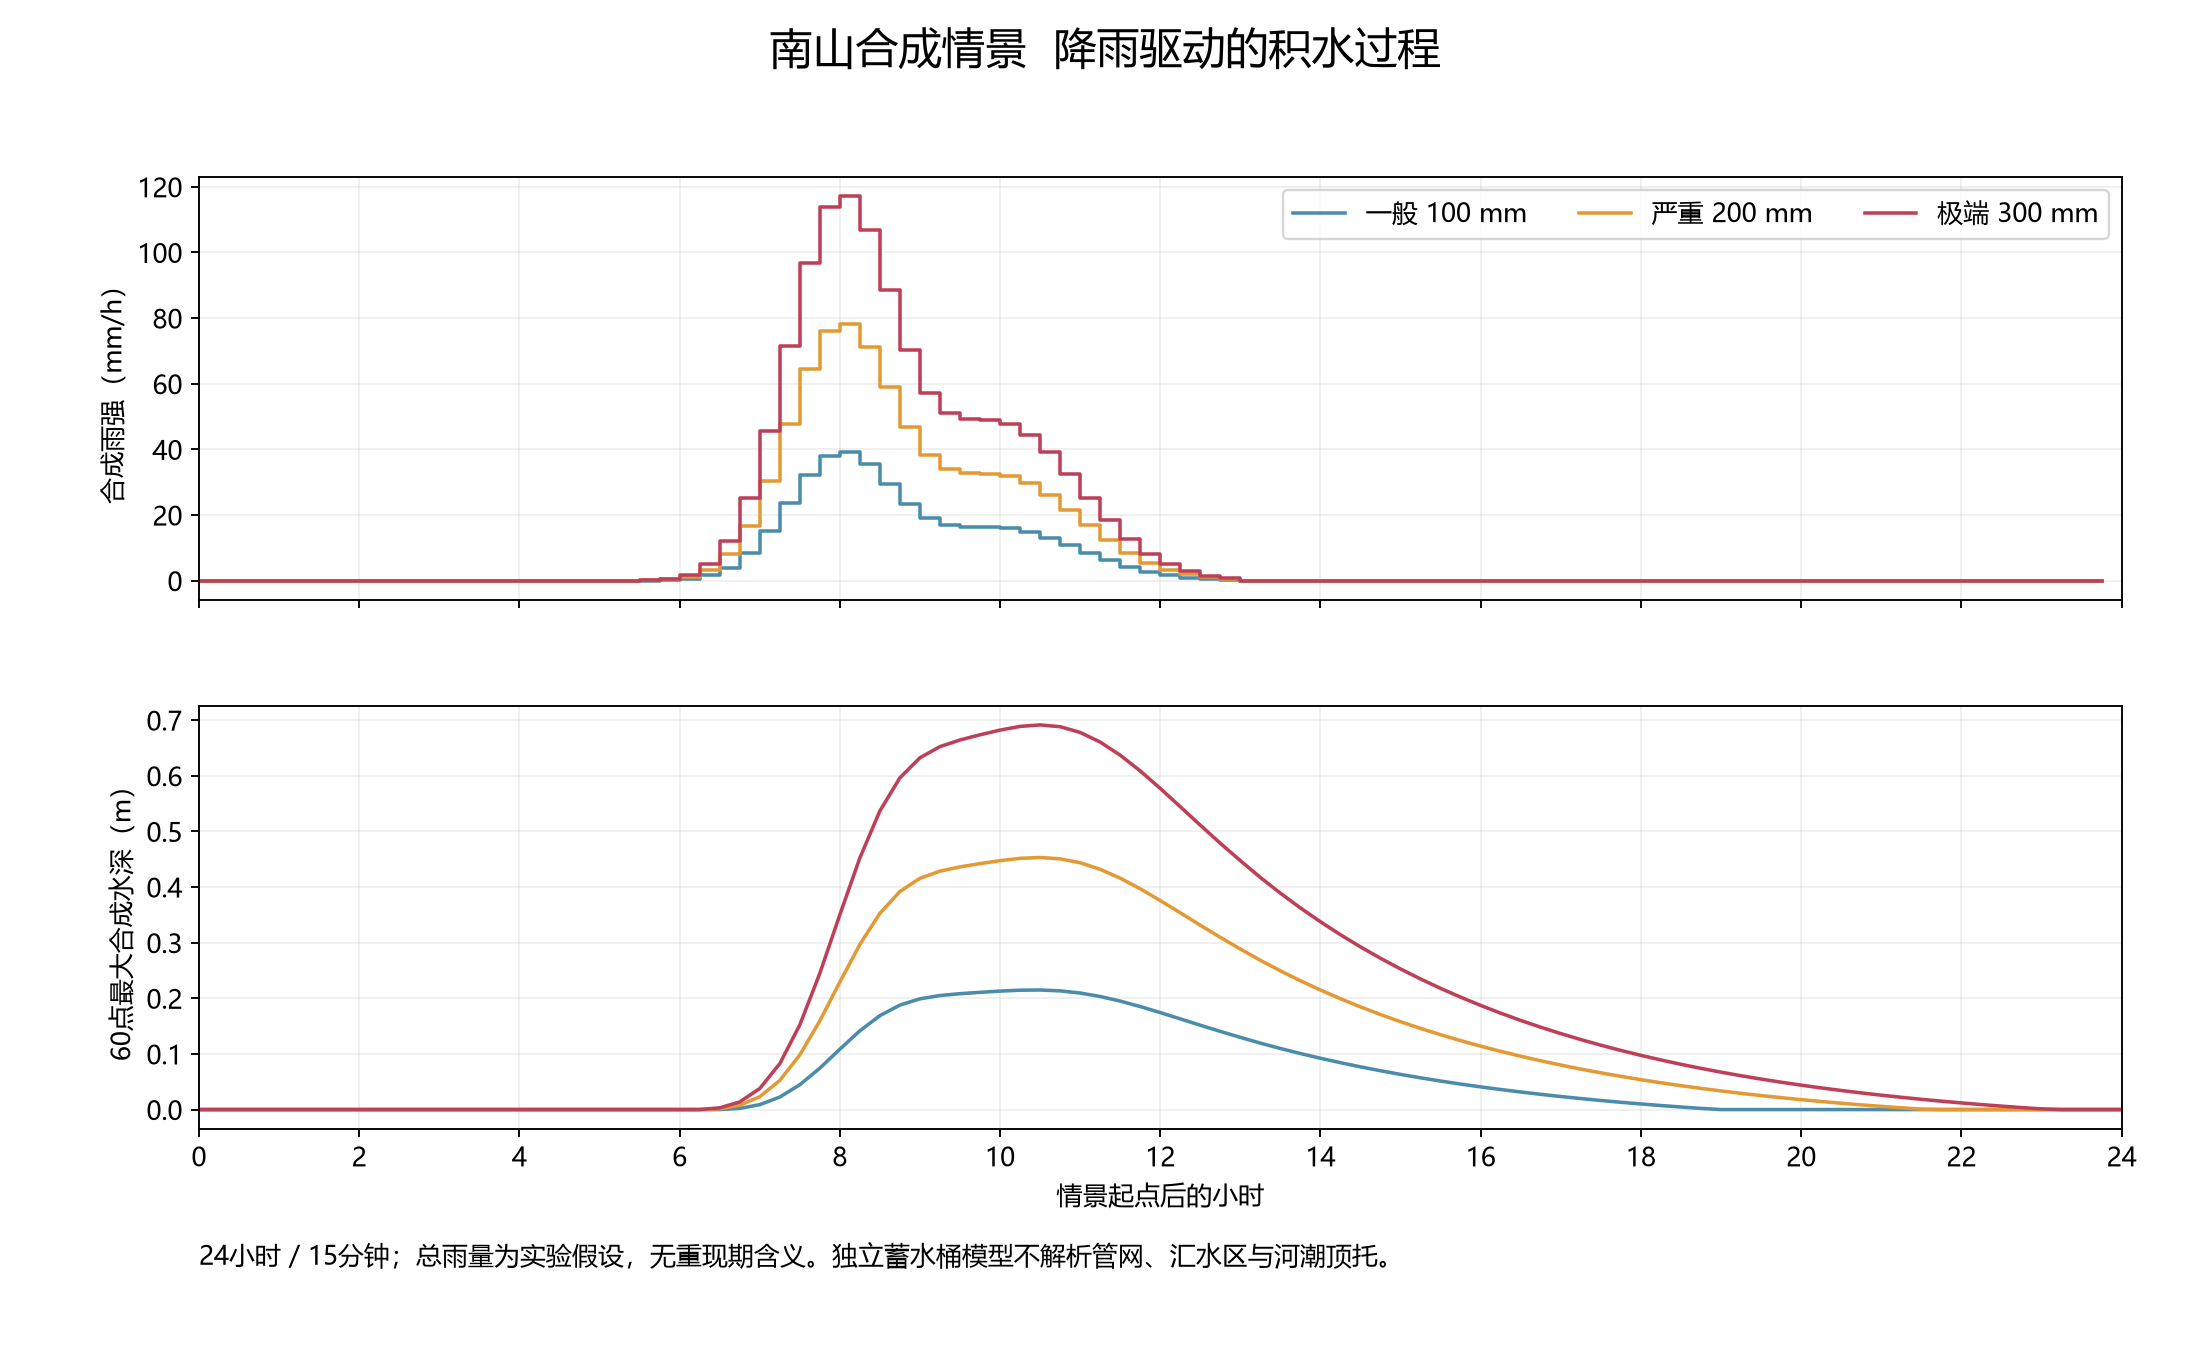 南山合成情景 降雨驱动的积水过程
一般 100 mm 严重 200 mm 极端 300 mm
合成雨强（mm/h）
120
100
80
60
40
20
0
60点最大合成水深（m）
0.7
0.6
0.5
0.4
0.3
0.2
0.1
0.0
0 2 4 6 8 10 12 14 16 18 20 22 24
情景起点后的小时
24小时 / 15分钟；总雨量为实验假设，无重现期含义。独立蓄水桶模型不解析管网、汇水区与河潮顶托。